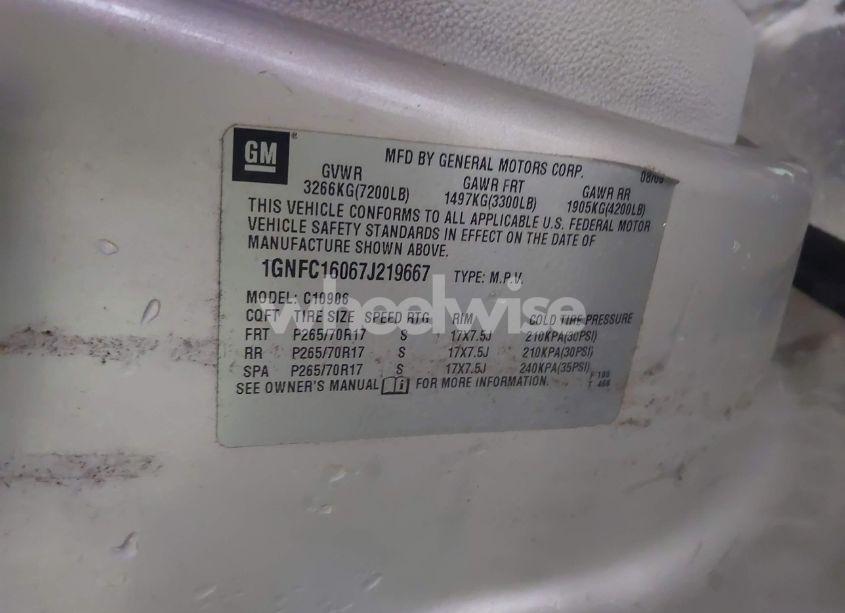 GM ®
MFD BY GENERAL MOTORS CORP. 08/06
GVWR GAWR FRT GAWR RR
3266KG(7200LB) 1497KG(3300LB) 1905KG(4200LB)
THIS VEHICLE CONFORMS TO ALL APPLICABLE U.S. FEDERAL MOTOR
VEHICLE SAFETY STANDARDS IN EFFECT ON THE DATE OF
MANUFACTURE SHOWN ABOVE.
1GNFC16067J219667 TYPE: M.P.V.
MODEL: C10906
wheelwise
CQFT TIRE SIZE SPEED RTG RIM COLD TIRE PRESSURE
FRT P265/70R17 S 17X7.5J 210KPA(30PSI)
RR P265/70R17 S 17X7.5J 210KPA(30PSI)
SPA P265/70R17 S 17X7.5J 240KPA(35PSI)
SEE OWNER'S MANUAL FOR MORE INFORMATION.